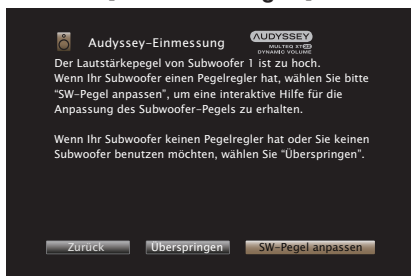 Audyssey-Einmessung
AUDYSSEY
MULTEQ XT32
DYNAMIC VOLUME
Der Lautstärkepegel von Subwoofer 1 ist zu hoch.
Wenn Ihr Subwoofer einen Pegelregler hat, wählen Sie bitte
"SW-Pegel anpassen", um eine interaktive Hilfe für die
Anpassung des Subwoofer-Pegels zu erhalten.
Wenn Ihr Subwoofer keinen Pegelregler hat oder Sie keinen
Subwoofer benutzen möchten, wählen Sie "Überspringen".
Zurück Überspringen SW-Pegel anpassen